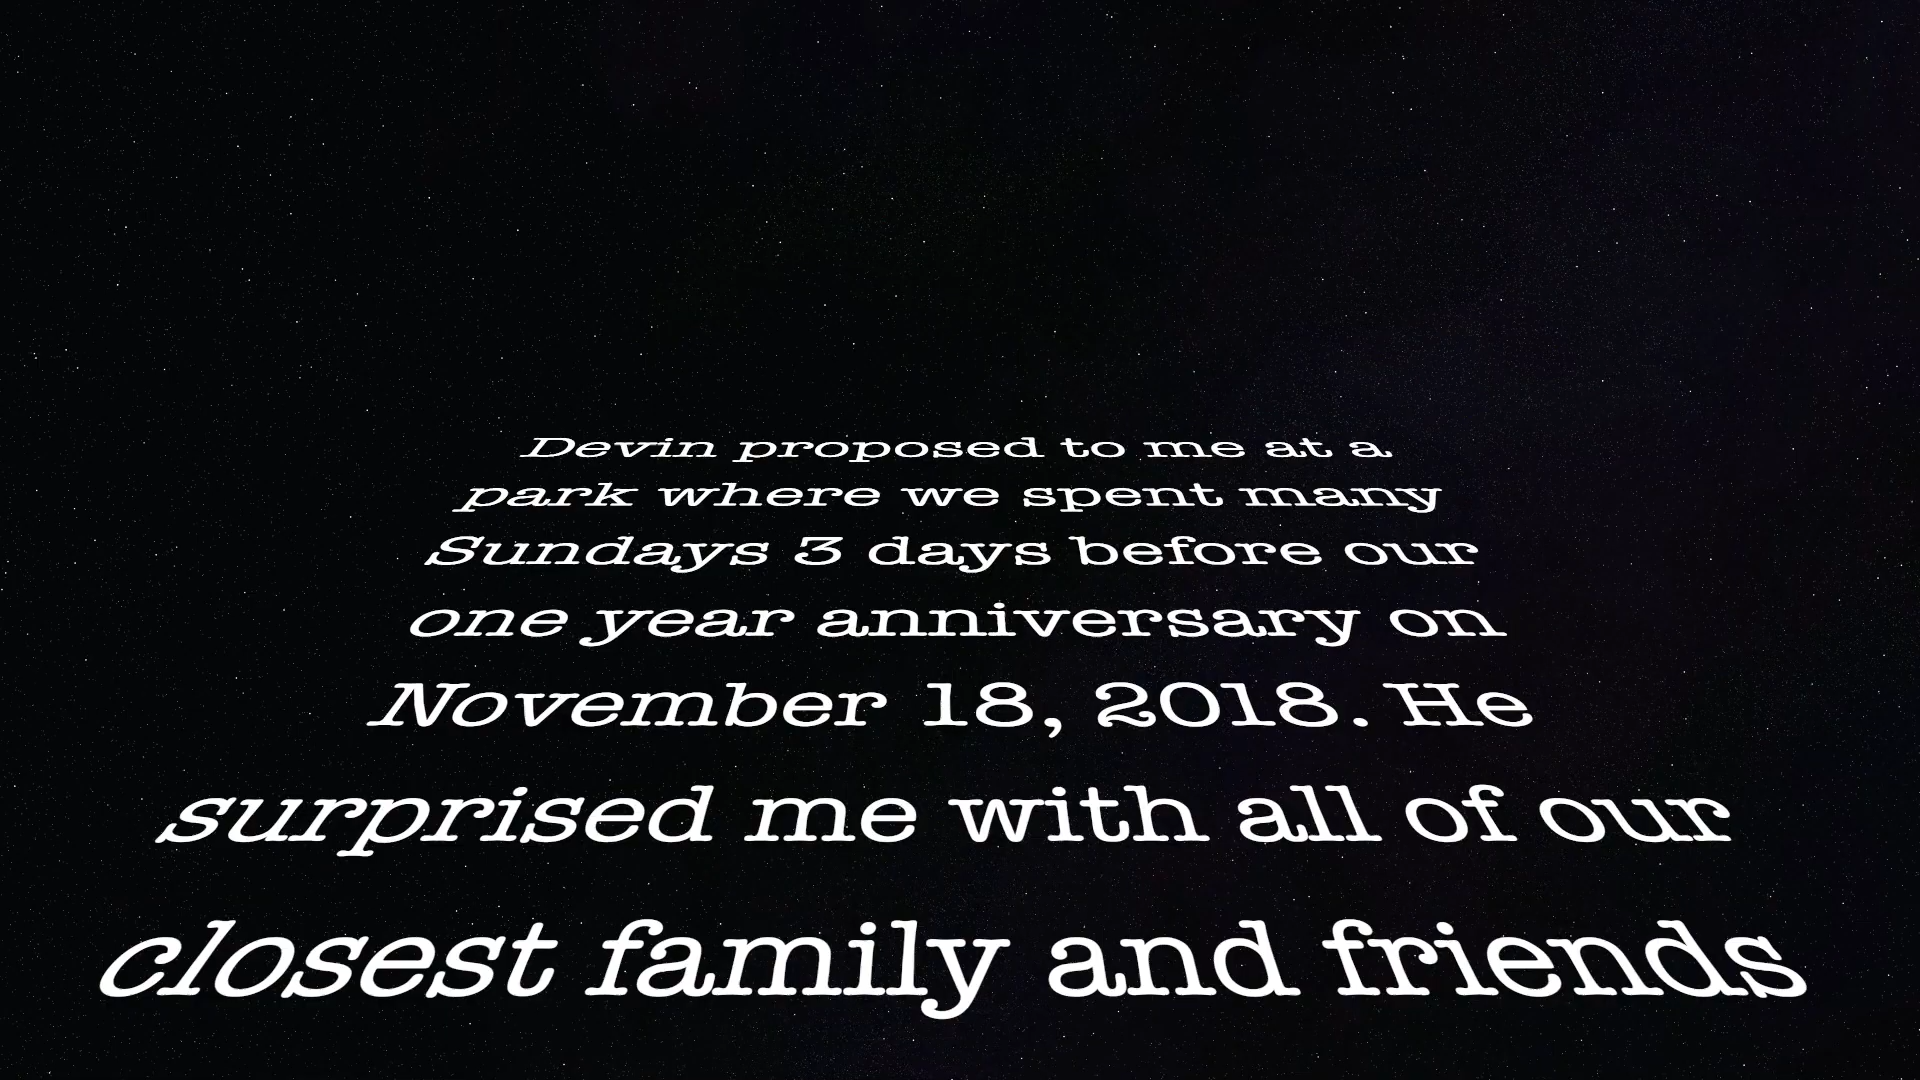 Devin proposed to me at a
park where we spent many
Sundays 3 days before our
one year anniversary on
November 18, 2018. He
surprised me with all of our
closest family and friends